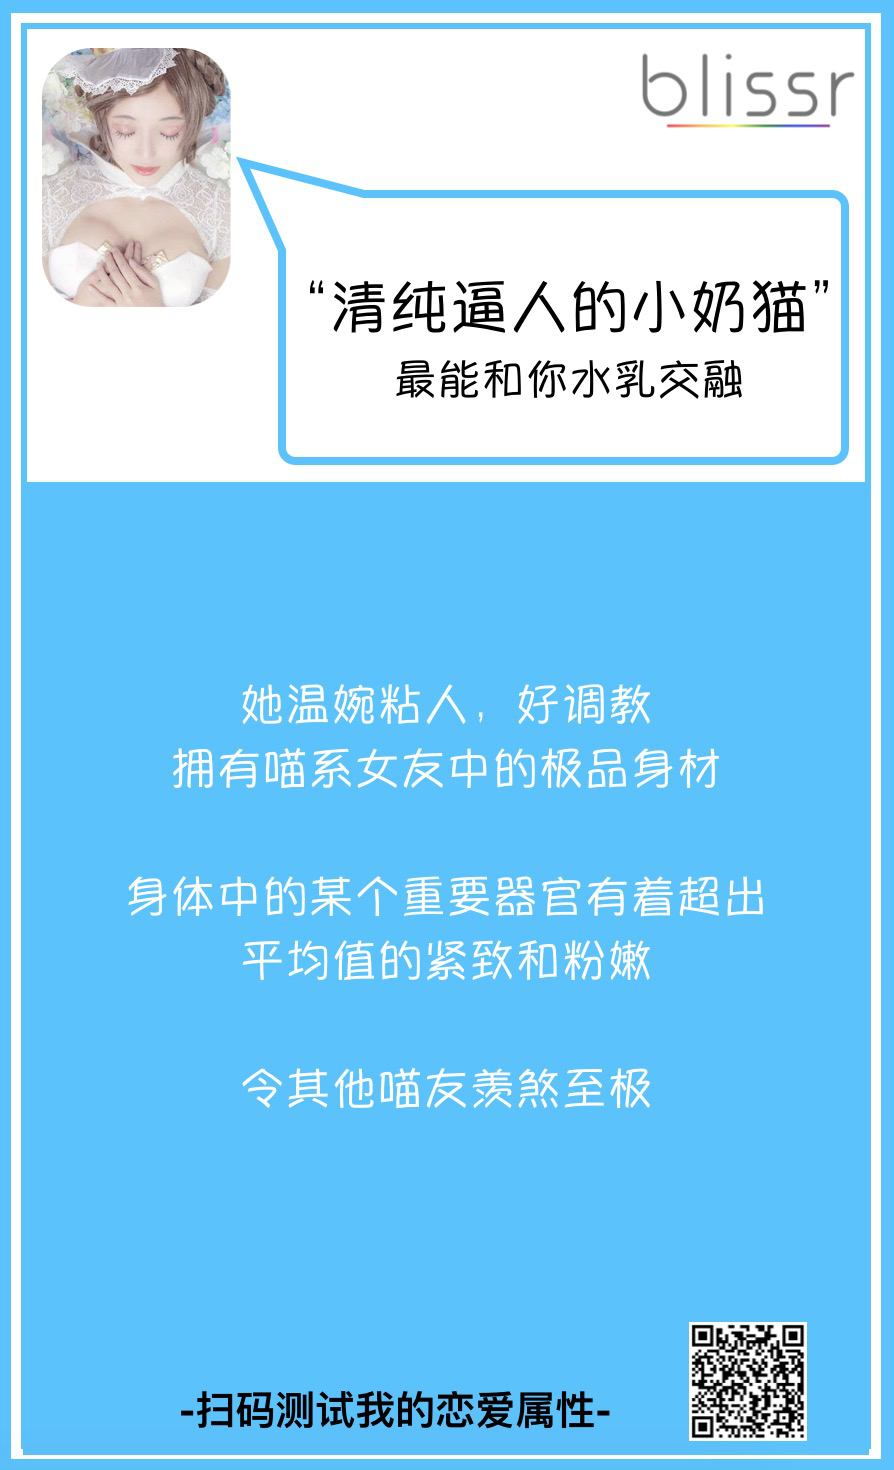 blissr
“清纯逼人的小奶猫”
最能和你水乳交融
她温婉粘人，好调教
拥有喵系女友中的极品身材
身体中的某个重要器官有着超出
平均值的紧致和粉嫩
令其他喵友羡煞至极
-扫码测试我的恋爱属性-